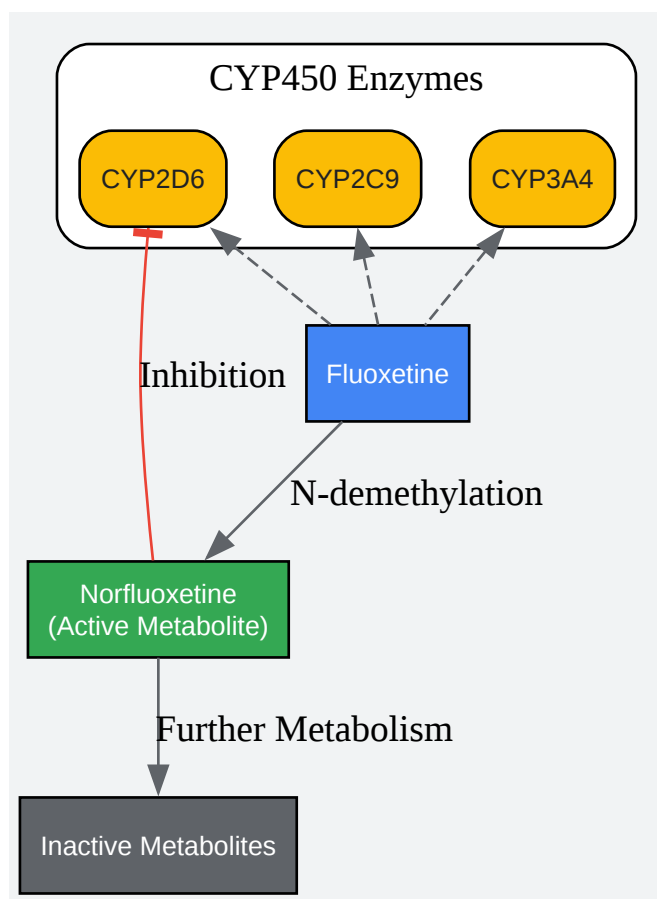 CYP450 Enzymes
CYP2D6
CYP2C9
CYP3A4
Inhibition
Fluoxetine
N-demethylation
Norfluoxetine
(Active Metabolite)
Further Metabolism
Inactive Metabolites